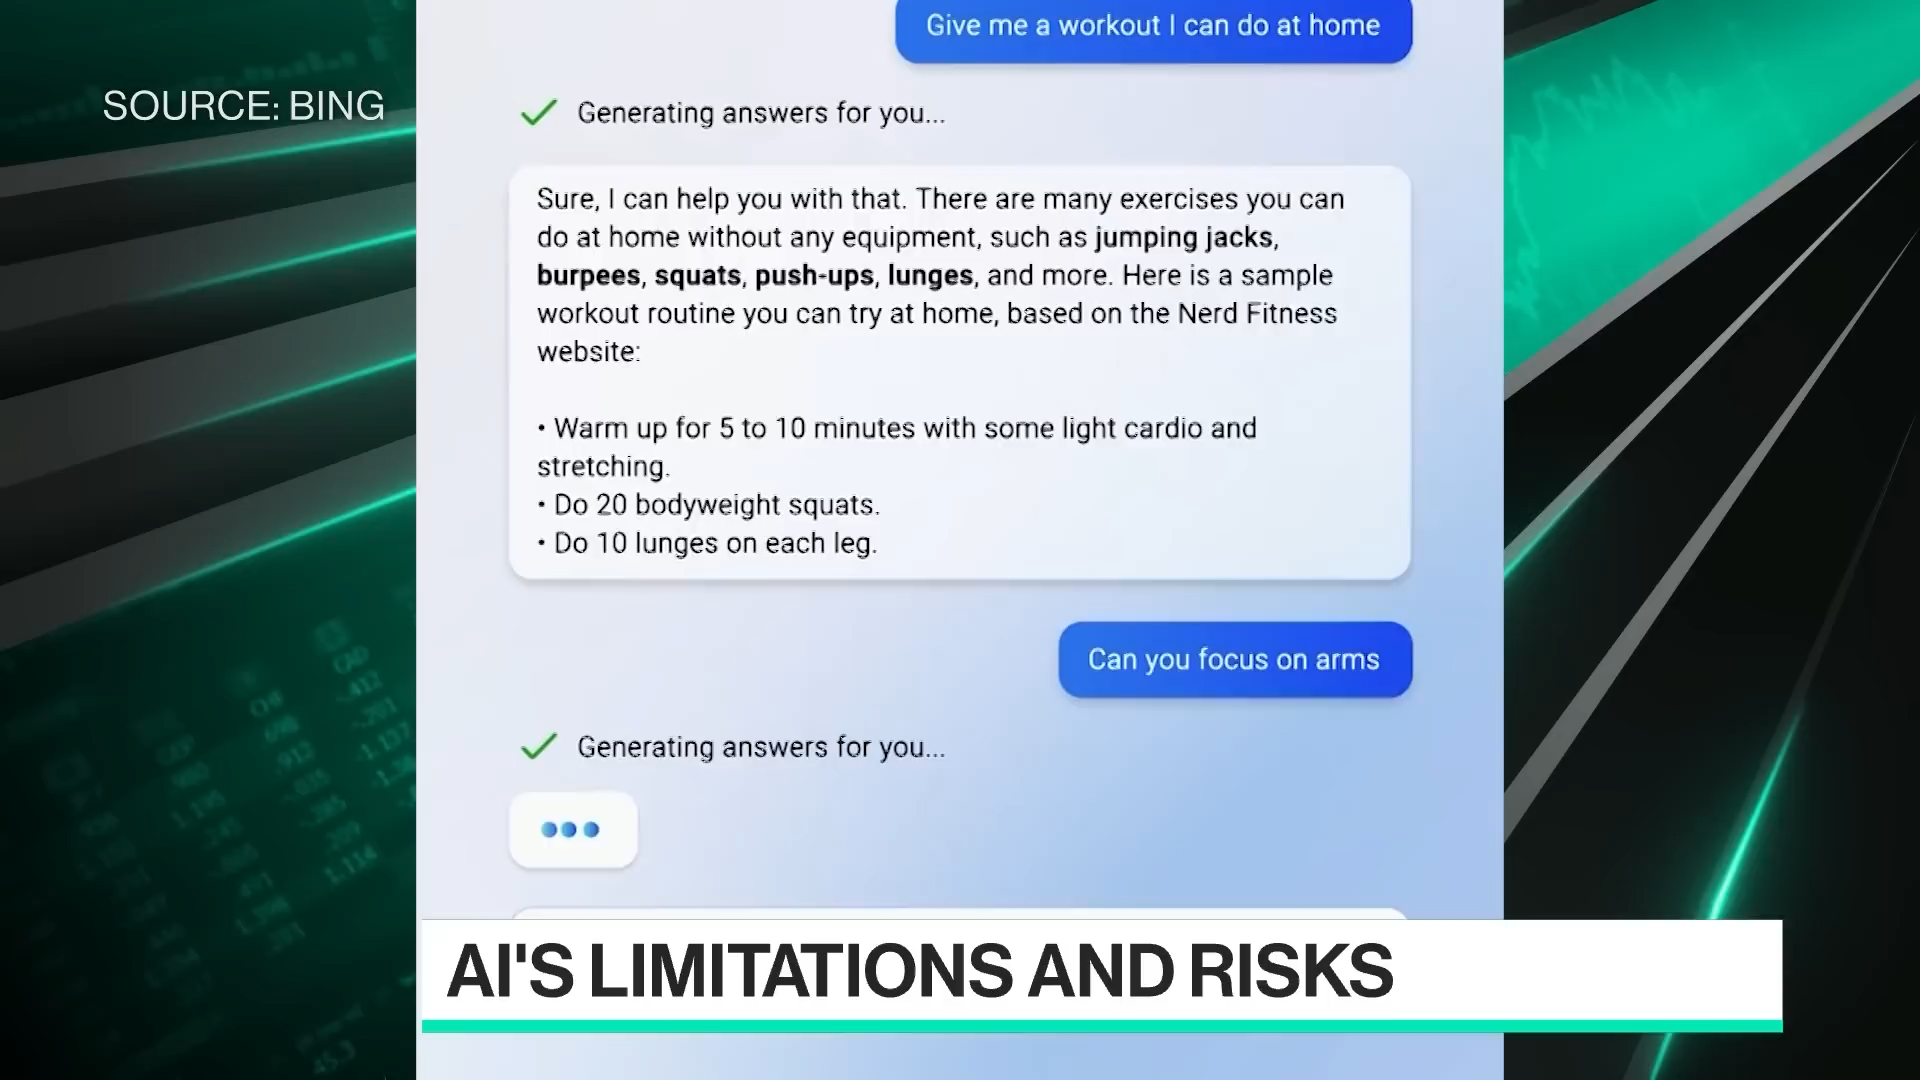 Give me a workout I can do at home
SOURCE: BING
Generating answers for you...
Sure, I can help you with that. There are many exercises you can
do at home without any equipment, such as jumping jacks,
burpees, squats, push-ups, lunges, and more. Here is a sample
workout routine you can try at home, based on the Nerd Fitness
website:
• Warm up for 5 to 10 minutes with some light cardio and
stretching.
• Do 20 bodyweight squats.
• Do 10 lunges on each leg.
Can you focus on arms
Generating answers for you...
AI'S LIMITATIONS AND RISKS